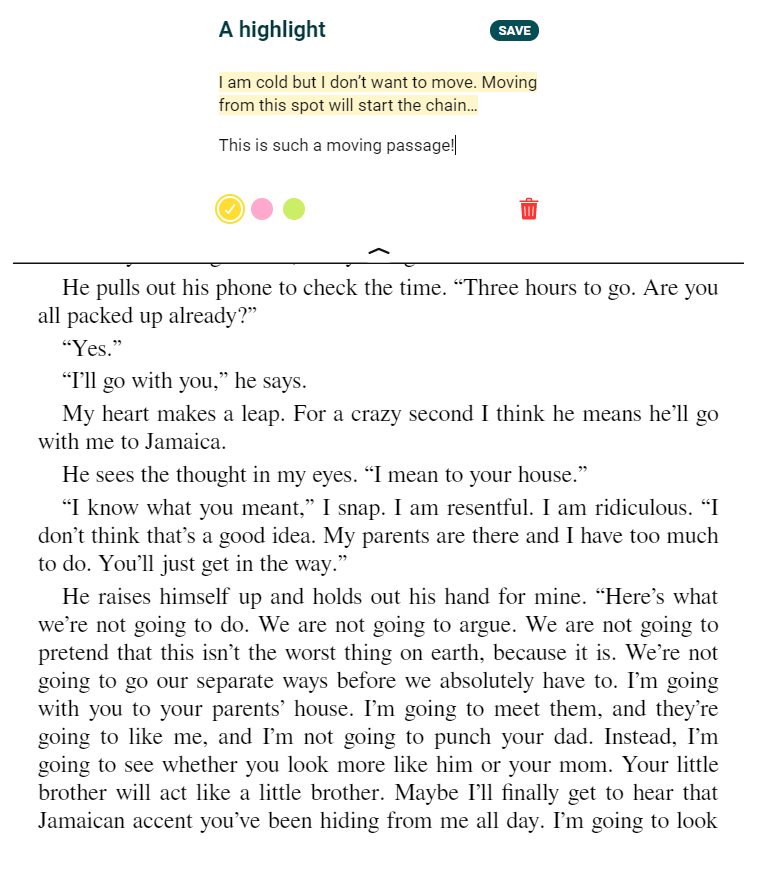 A highlight
SAVE
I am cold but I don’t want to move. Moving
from this spot will start the chain…
This is such a moving passage!
He pulls out his phone to check the time. “Three hours to go. Are you
all packed up already?”
“Yes.”
“I’ll go with you,” he says.
My heart makes a leap. For a crazy second I think he means he’ll go
with me to Jamaica.
He sees the thought in my eyes. “I mean to your house.”
“I know what you meant,” I snap. I am resentful. I am ridiculous. “I
don’t think that’s a good idea. My parents are there and I have too much
to do. You’ll just get in the way.”
He raises himself up and holds out his hand for mine. “Here’s what
we’re not going to do. We are not going to argue. We are not going to
pretend that this isn’t the worst thing on earth, because it is. We’re not
going to go our separate ways before we absolutely have to. I’m going
with you to your parents’ house. I’m going to meet them, and they’re
going to like me, and I’m not going to punch your dad. Instead, I’m
going to see whether you look more like him or your mom. Your little
brother will act like a little brother. Maybe I’ll finally get to hear that
Jamaican accent you’ve been hiding from me all day. I’m going to look